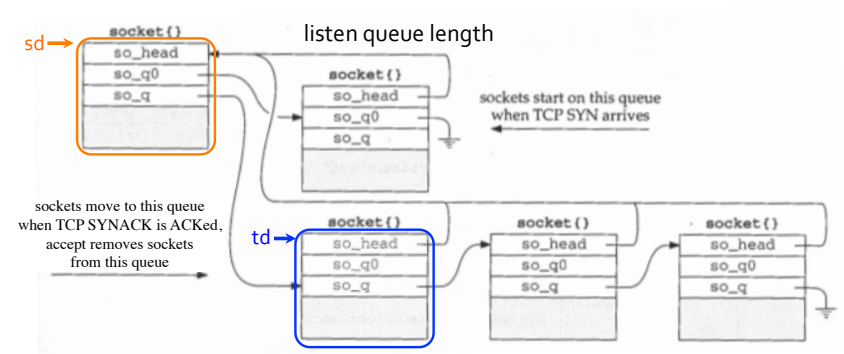 listen queue length
socket{}
sd
so_head
so_q0
so_q
socket{}
so_head
so_q0
so_q
sockets start on this queue
when TCP SYN arrives
sockets move to this queue
when TCP SYNACK is ACKed,
accept removes sockets
from this queue
td
socket{}
so_head
so_q0
so_q
socket{}
so_head
so_q0
so_q
socket{}
so_head
so_q0
so_q